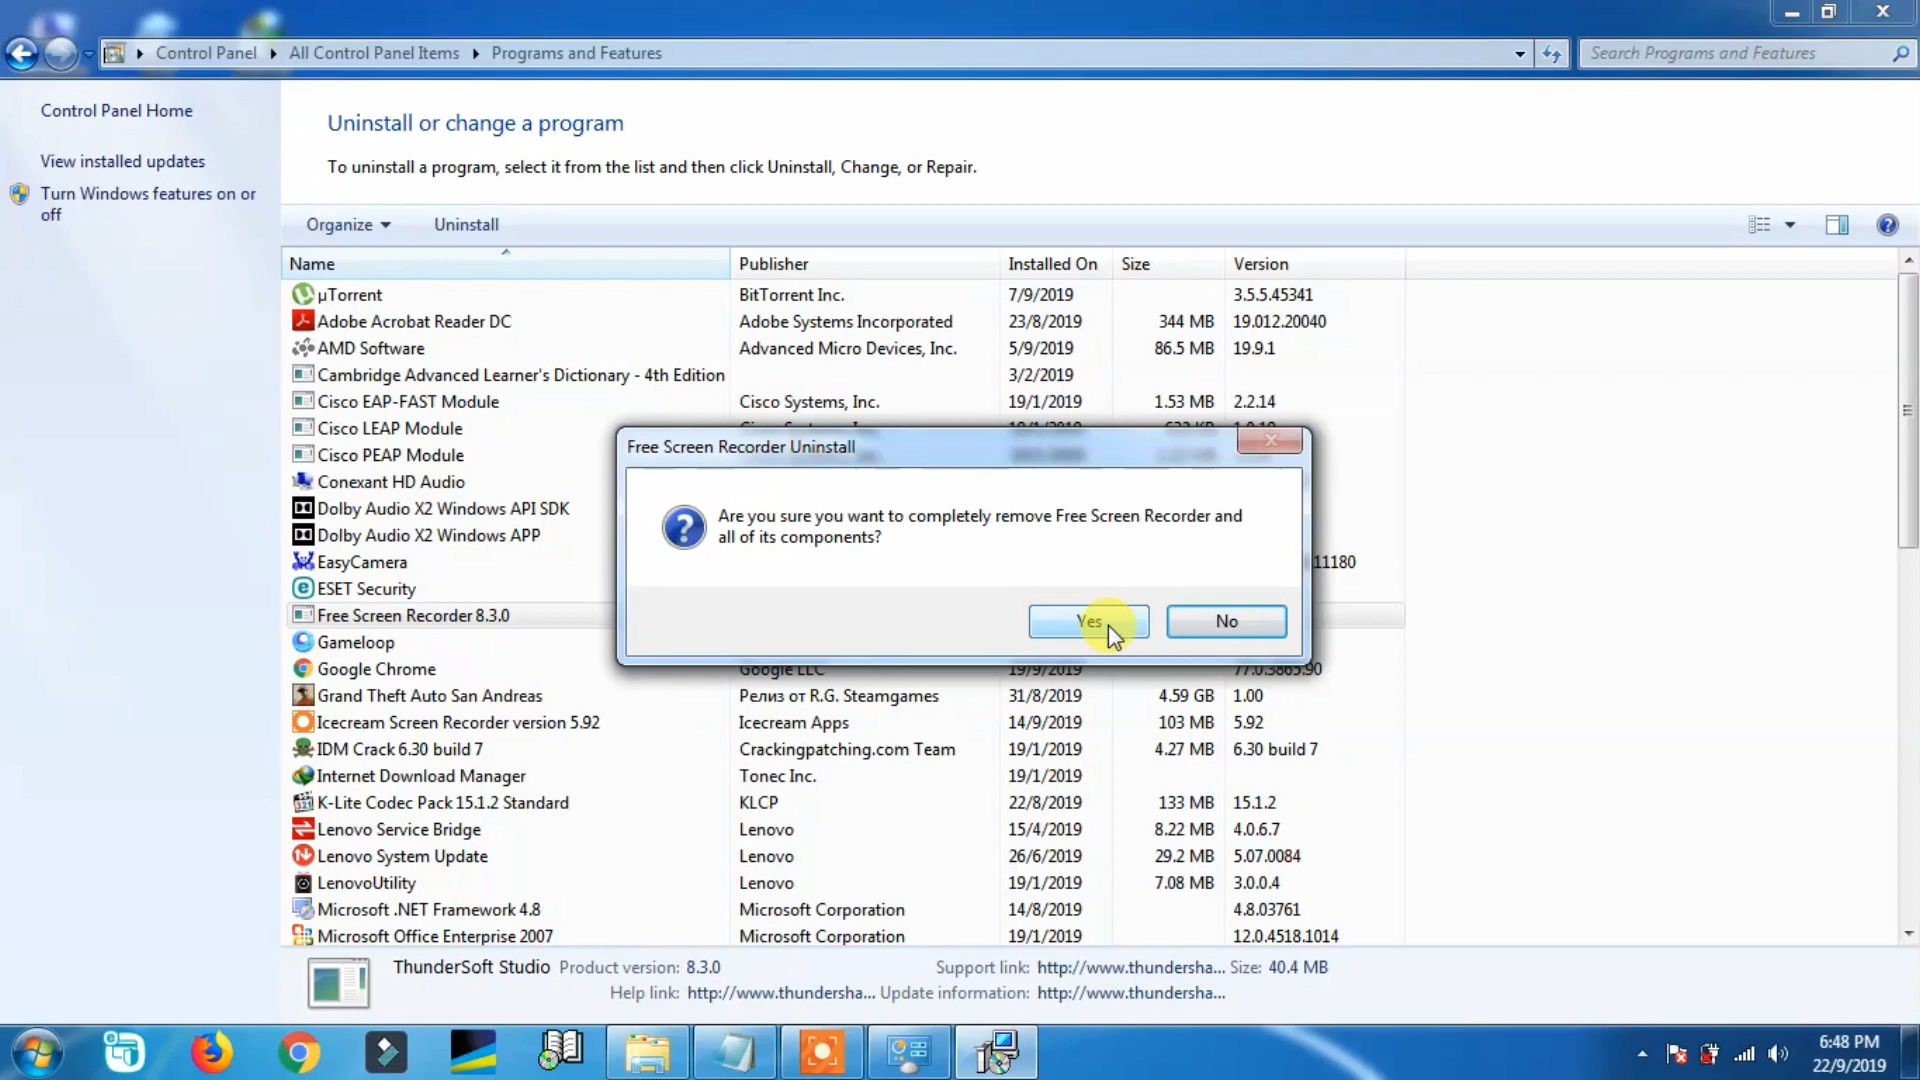 Control Panel All Control Panel Items Programs and Features Search Programs and Features
Control Panel Home
View installed updates
Turn Windows features on or
off
Uninstall or change a program
To uninstall a program, select it from the list and then click Uninstall, Change, or Repair.
Organize Uninstall
Name Publisher Installed On Size Version
µTorrent BitTorrent Inc. 7/9/2019 3.5.5.45341
Adobe Acrobat Reader DC Adobe Systems Incorporated 23/8/2019 344 MB 19.012.20040
AMD Software Advanced Micro Devices, Inc. 5/9/2019 86.5 MB 19.9.1
Cambridge Advanced Learner's Dictionary - 4th Edition 3/2/2019
Cisco EAP-FAST Module Cisco Systems, Inc. 19/1/2019 1.53 MB 2.2.14
Cisco LEAP Module
Cisco PEAP Module
Conexant HD Audio
Dolby Audio X2 Windows API SDK
Dolby Audio X2 Windows APP
EasyCamera 11180
ESET Security
Free Screen Recorder 8.3.0
Gameloop
Free Screen Recorder Uninstall
Are you sure you want to completely remove Free Screen Recorder and
all of its components?
Yes No
Google Chrome Google LLC 19/9/2019 77.0.3865.90
Grand Theft Auto San Andreas Релиз от R.G. Steamgames 31/8/2019 4.59 GB 1.00
Icecream Screen Recorder version 5.92 Icecream Apps 14/9/2019 103 MB 5.92
IDM Crack 6.30 build 7 Crackingpatching.com Team 19/1/2019 4.27 MB 6.30 build 7
Internet Download Manager Tonec Inc. 19/1/2019
K-Lite Codec Pack 15.1.2 Standard KLCP 22/8/2019 133 MB 15.1.2
Lenovo Service Bridge Lenovo 15/4/2019 8.22 MB 4.0.6.7
Lenovo System Update Lenovo 26/6/2019 29.2 MB 5.07.0084
LenovoUtility Lenovo 19/1/2019 7.08 MB 3.0.0.4
Microsoft .NET Framework 4.8 Microsoft Corporation 14/8/2019 4.8.03761
Microsoft Office Enterprise 2007 Microsoft Corporation 19/1/2019 12.0.4518.1014
ThunderSoft Studio Product version: 8.3.0 Support link: http://www.thundersha... Size: 40.4 MB
Help link: http://www.thundersha... Update information: http://www.thundersha...
6:48 PM
22/9/2019